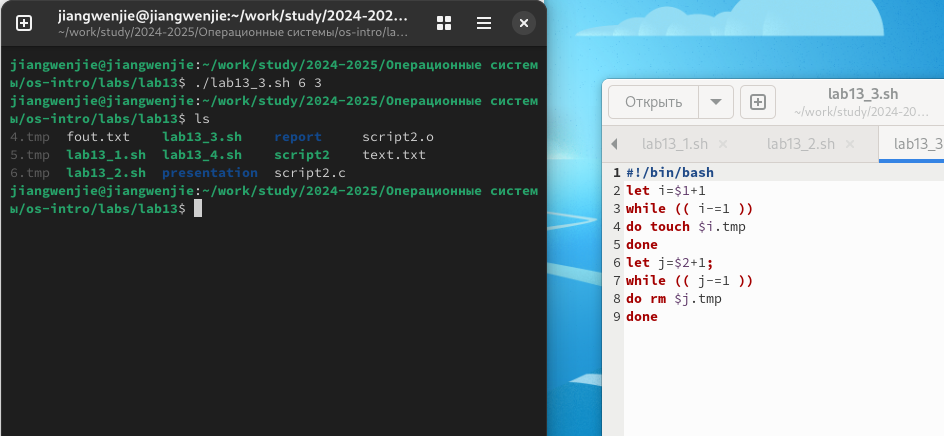 jiangwenjie@jiangwenjie:~/work/study/2024-202...
~/work/study/2024-2025/Операционные системы/os-intro/la...
jiangwenjie@jiangwenjie:~/work/study/2024-2025/Операционные систем
ы/os-intro/labs/lab13$ ./lab13_3.sh 6 3
jiangwenjie@jiangwenjie:~/work/study/2024-2025/Операционные систем
ы/os-intro/labs/lab13$ ls
4.tmp fout.txt lab13_3.sh report script2.o
5.tmp lab13_1.sh lab13_4.sh script2 text.txt
6.tmp lab13_2.sh presentation script2.c
jiangwenjie@jiangwenjie:~/work/study/2024-2025/Операционные систем
ы/os-intro/labs/lab13$
Открыть
lab13_3.sh
~/work/study/2024-20...
lab13_1.sh × lab13_2.sh × lab13_3
1 #!/bin/bash
2 let i=$1+1
3 while (( i-=1 ))
4 do touch $i.tmp
5 done
6 let j=$2+1;
7 while (( j-=1 ))
8 do rm $j.tmp
9 done